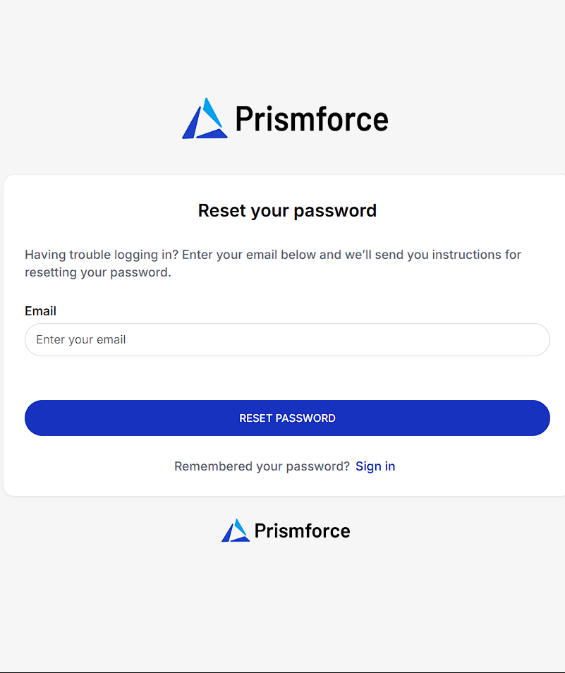 Prismforce
Reset your password
Having trouble logging in? Enter your email below and we’ll send you instructions for
resetting your password.
Email
Enter your email
RESET PASSWORD
Remembered your password? Sign in
Prismforce